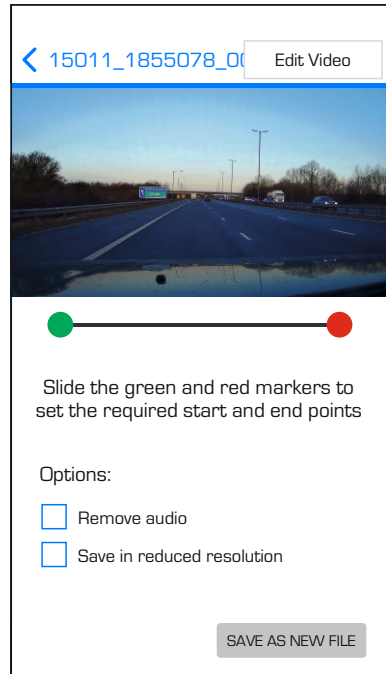 15011_1855078_0
Edit Video
Slide the green and red markers to
set the required start and end points
Options:
Remove audio
Save in reduced resolution
SAVE AS NEW FILE